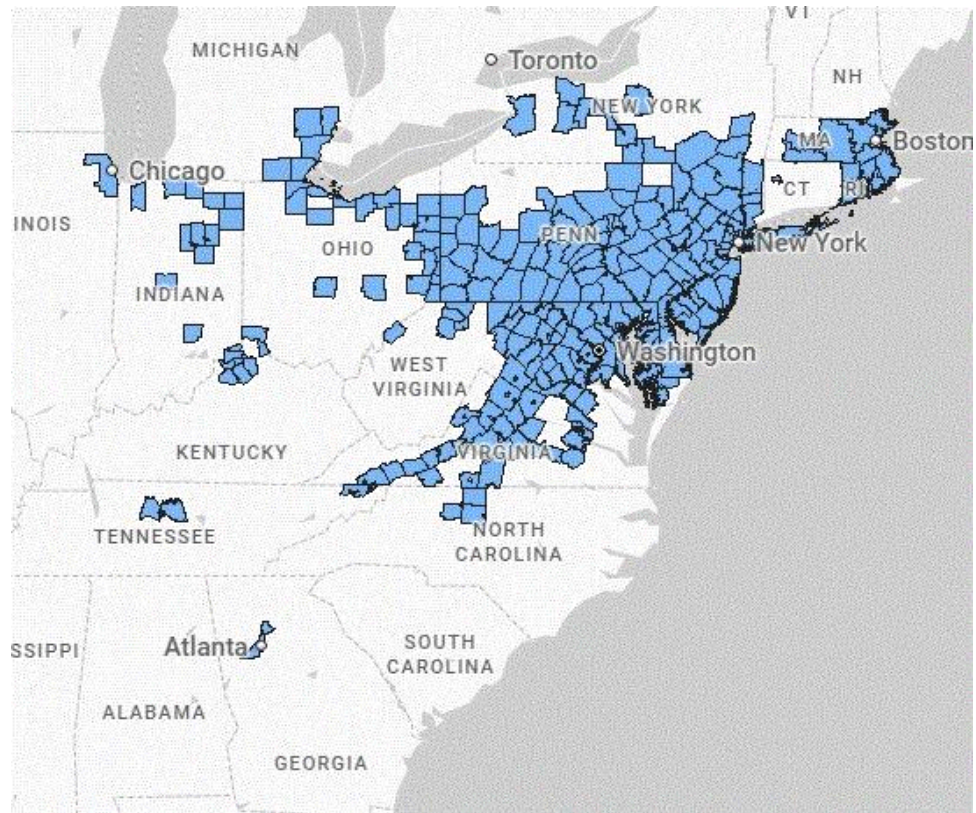 VT
MICHIGAN
Toronto
NH
NEW YORK
MA
Boston
Chicago
CT
RI
INOIS
OHIO
PENN
New York
INDIANA
Washington
WEST
VIRGINIA
KENTUCKY
VIRGINIA
TENNESSEE
NORTH
CAROLINA
Atlanta
SSIPPI
SOUTH
CAROLINA
ALABAMA
GEORGIA